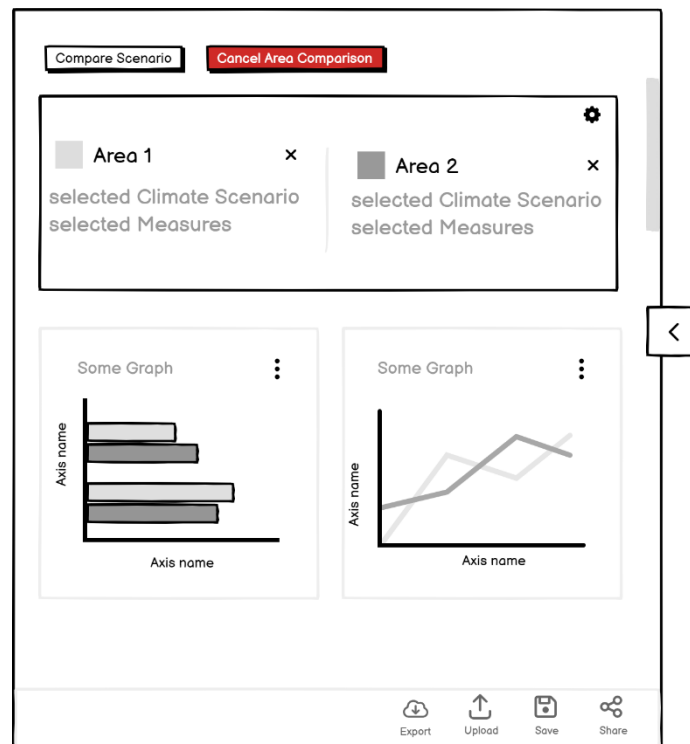 Compare Scenario
Cancel Area Comparison
Area 1
selected Climate Scenario
selected Measures
Area 2
selected Climate Scenario
selected Measures
Some Graph
Axis name
Axis name
Some Graph
Axis name
Axis name
Export
Upload
Save
Share